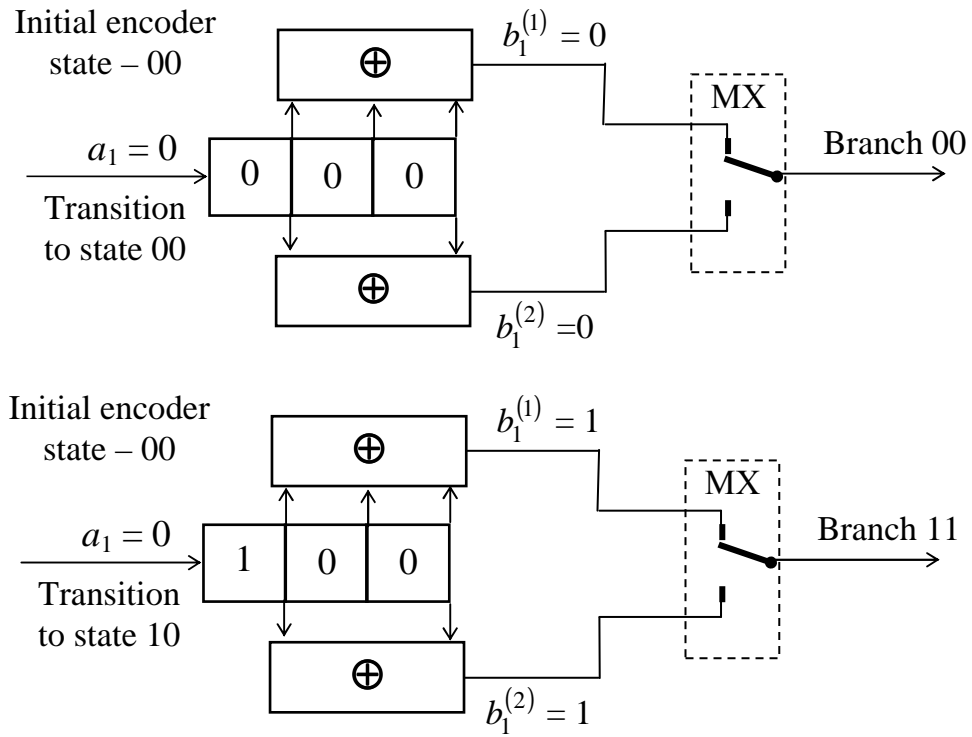 Initial encoder
state – 00
b₁⁽¹⁾ = 0
⊕
MX
a₁ = 0
0 0 0
Branch 00
Transition
to state 00
⊕
b₁⁽²⁾ =0
Initial encoder
state – 00
b₁⁽¹⁾ = 1
⊕
MX
a₁ = 0
1 0 0
Branch 11
Transition
to state 10
⊕
b₁⁽²⁾ = 1